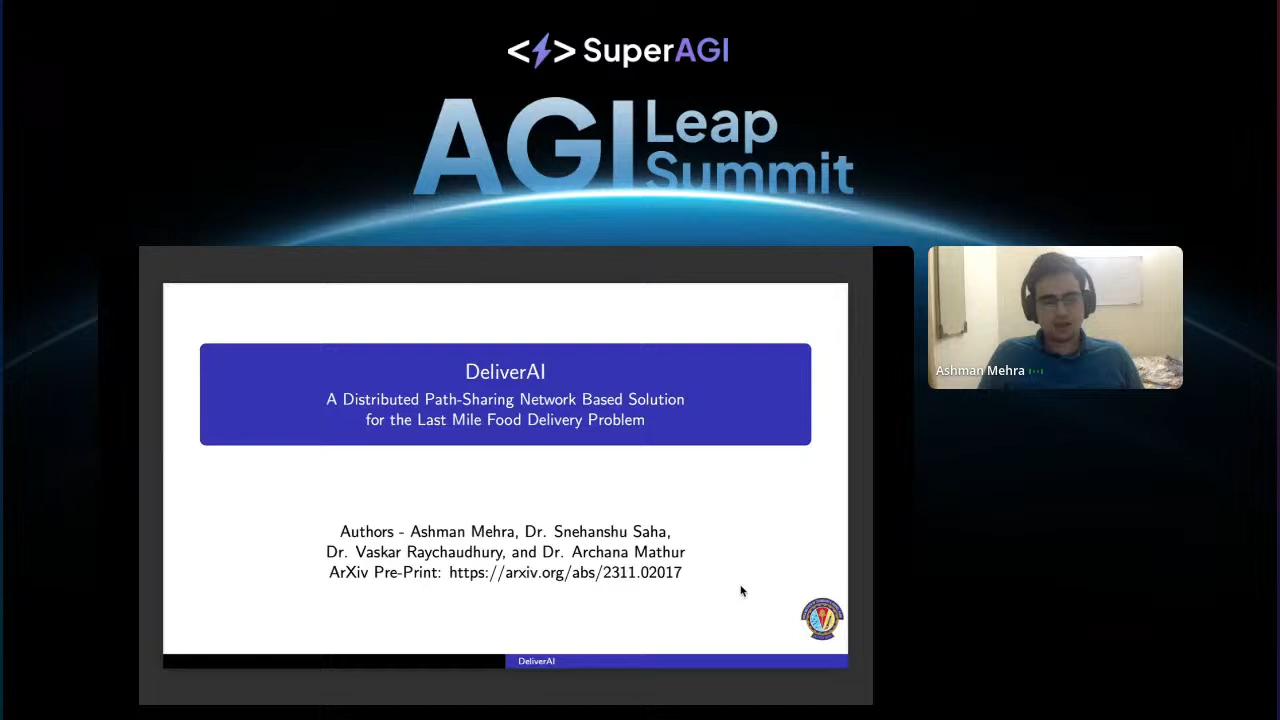 <⚡> SuperAGI
AGI Leap Summit
DeliverAI
A Distributed Path-Sharing Network Based Solution
for the Last Mile Food Delivery Problem
Authors - Ashman Mehra, Dr. Snehanshu Saha,
Dr. Vaskar Raychaudhury, and Dr. Archana Mathur
ArXiv Pre-Print: https://arxiv.org/abs/2311.02017
DeliverAI
Ashman Mehra